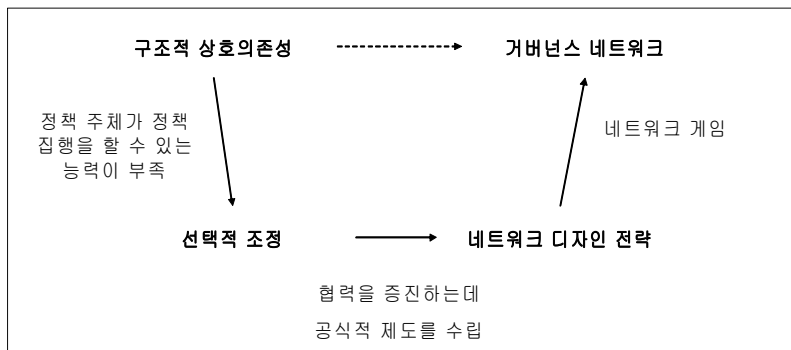 구조적 상호의존성
거버넌스 네트워크
정책 주체가 정책
집행을 할 수 있는
능력이 부족
네트워크 게임
선택적 조정
네트워크 디자인 전략
협력을 증진하는데
공식적 제도를 수립